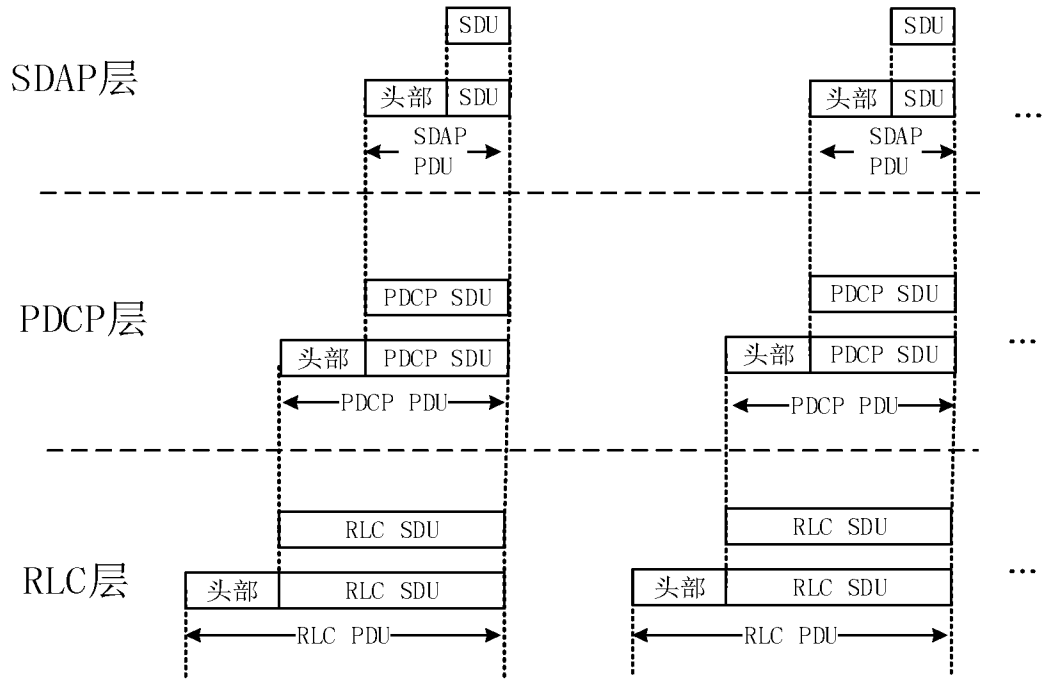 SDU SDU
SDAP层 头部 SDU 头部 SDU ...
SDAP PDU SDAP PDU
PDCP SDU PDCP SDU
PDCP层 头部 PDCP SDU 头部 PDCP SDU ...
PDCP PDU PDCP PDU
RLC SDU RLC SDU
RLC层 头部 RLC SDU 头部 RLC SDU ...
RLC PDU RLC PDU